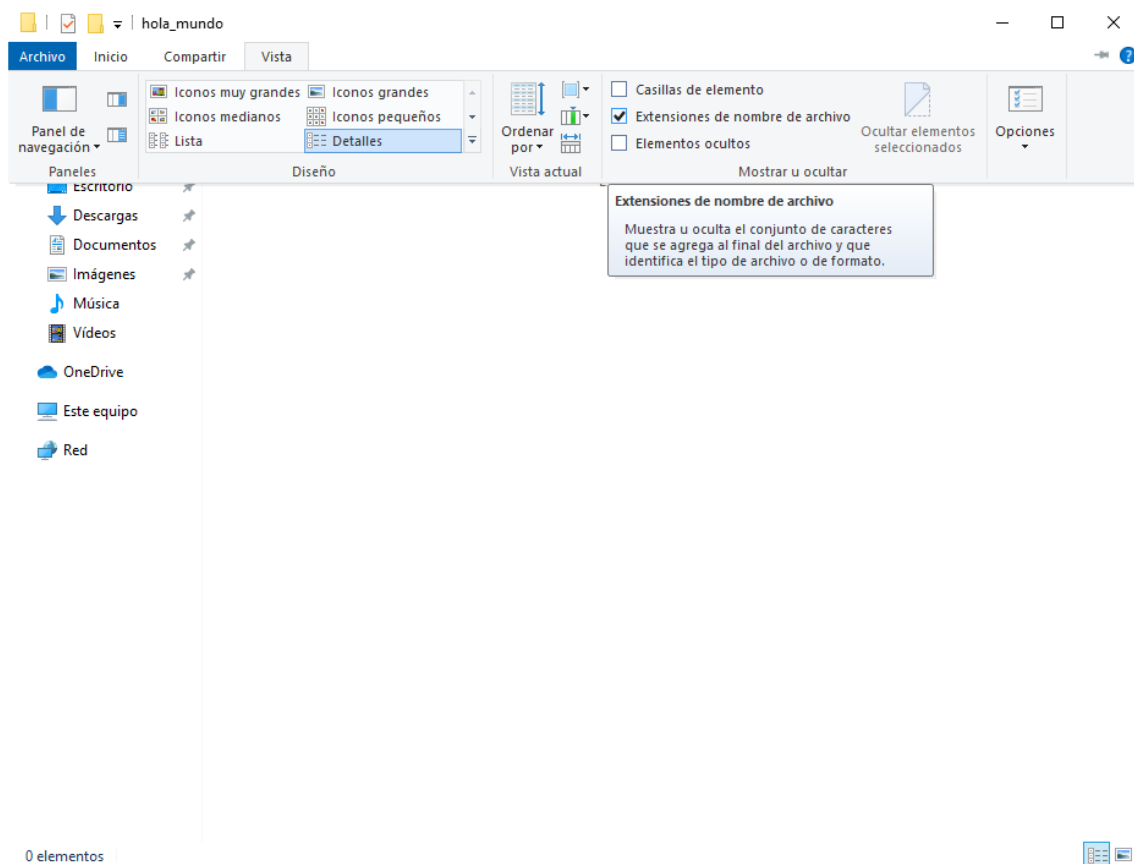 hola_mundo
Archivo Inicio Compartir Vista
Panel de navegación
Iconos muy grandes Iconos grandes
Iconos medianos Iconos pequeños
Lista Detalles
Ordenar por
Casillas de elemento
Extensiones de nombre de archivo
Elementos ocultos
Ocultar elementos
seleccionados
Opciones
Paneles Diseño Vista actual Mostrar u ocultar
Extensiones de nombre de archivo
Muestra u oculta el conjunto de caracteres
que se agrega al final del archivo y que
identifica el tipo de archivo o de formato.
Escritorio
Descargas
Documentos
Imágenes
Música
Vídeos
OneDrive
Este equipo
Red
0 elementos